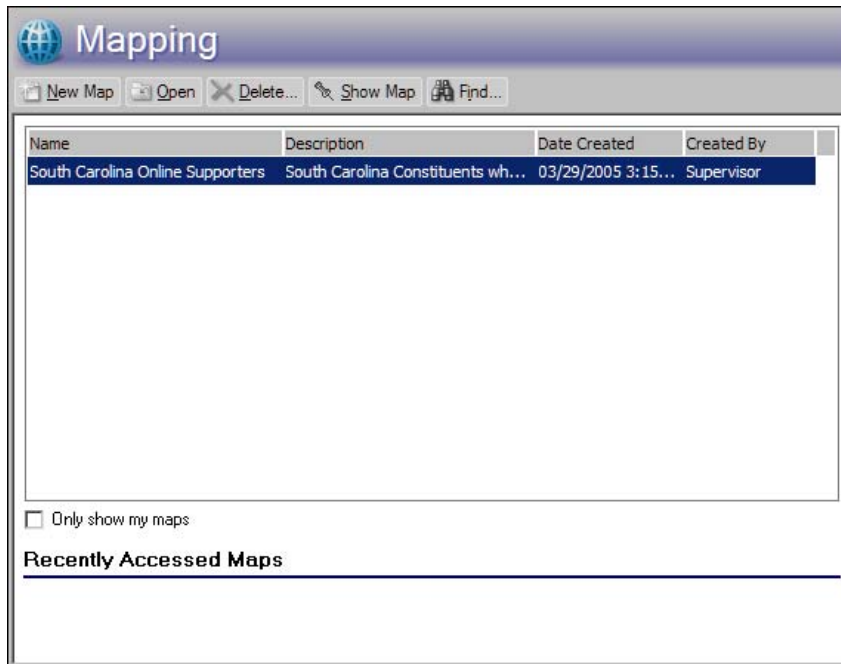 Mapping
New Map Open Delete... Show Map Find...
Name Description Date Created Created By
South Carolina Online Supporters South Carolina Constituents wh... 03/29/2005 3:15... Supervisor
Only show my maps
Recently Accessed Maps